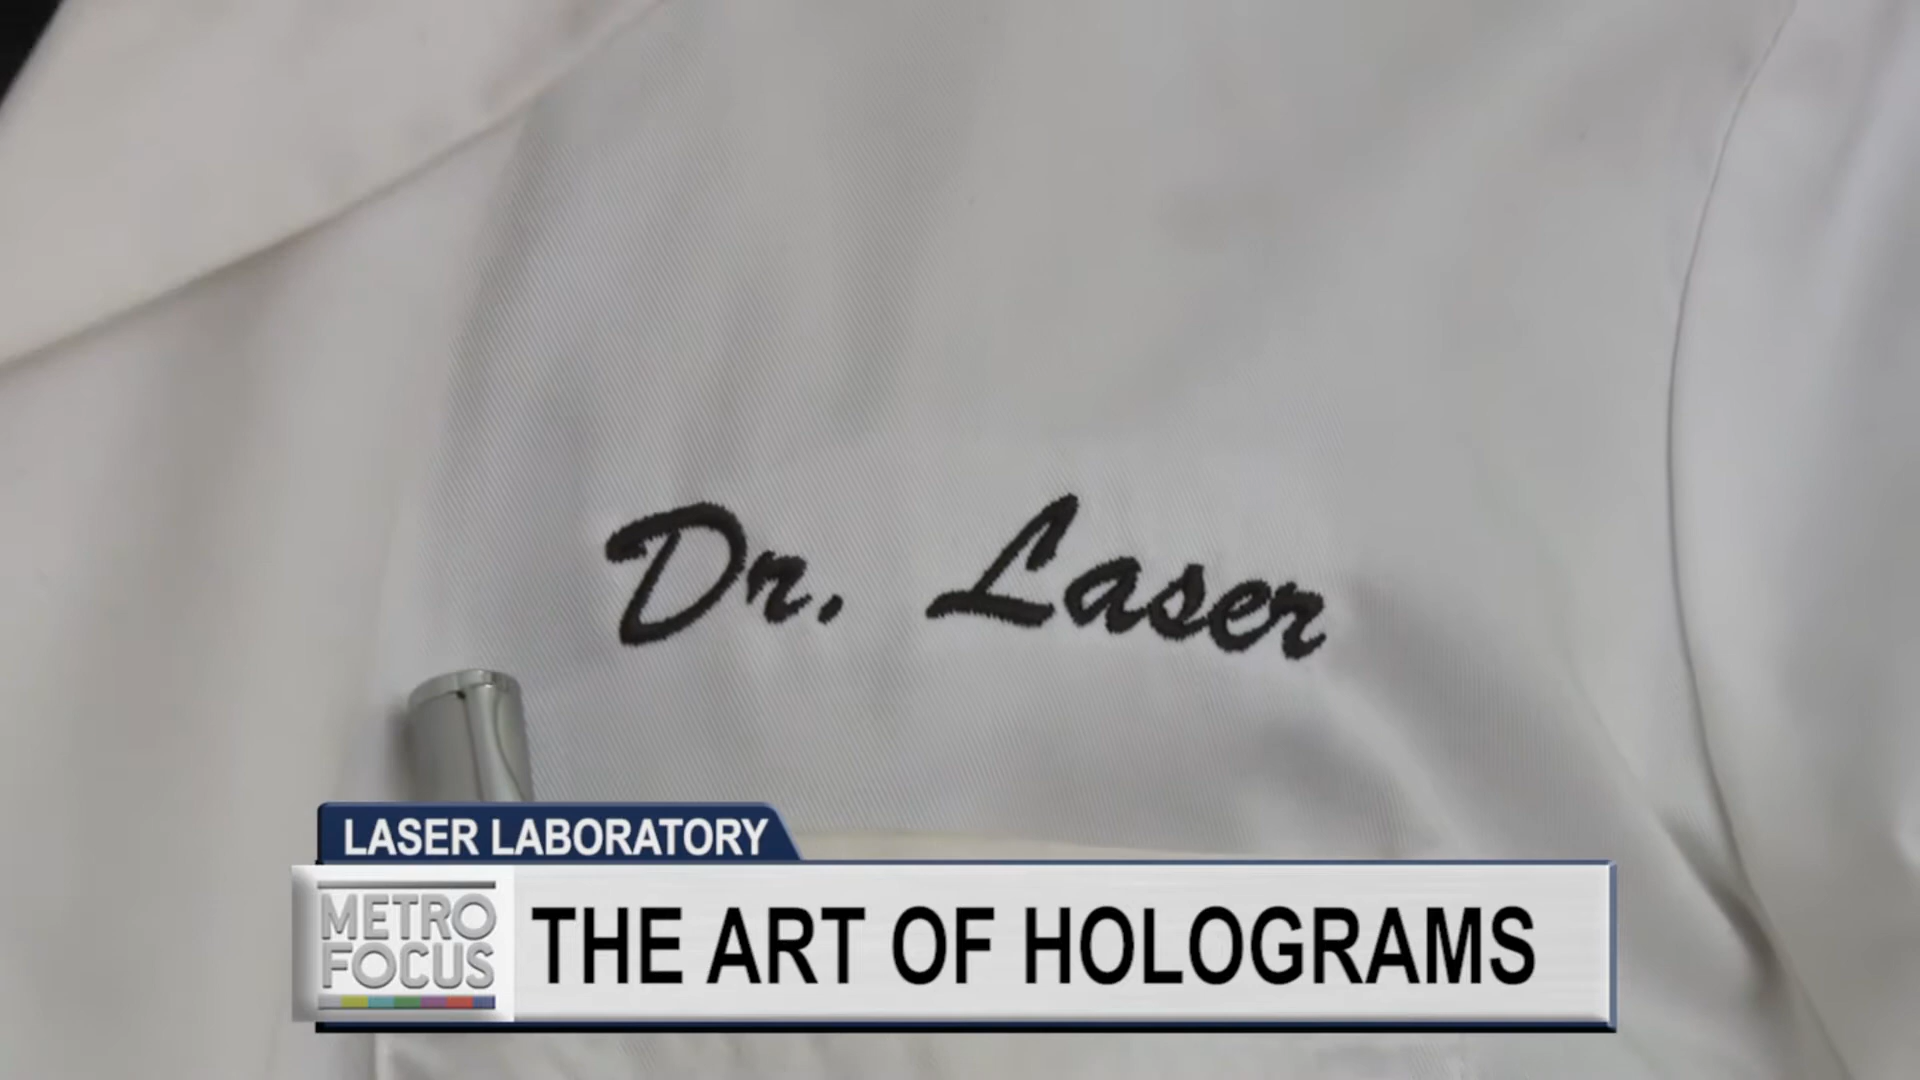 Dr. Laser
LASER LABORATORY
METRO
FOCUS
THE ART OF HOLOGRAMS